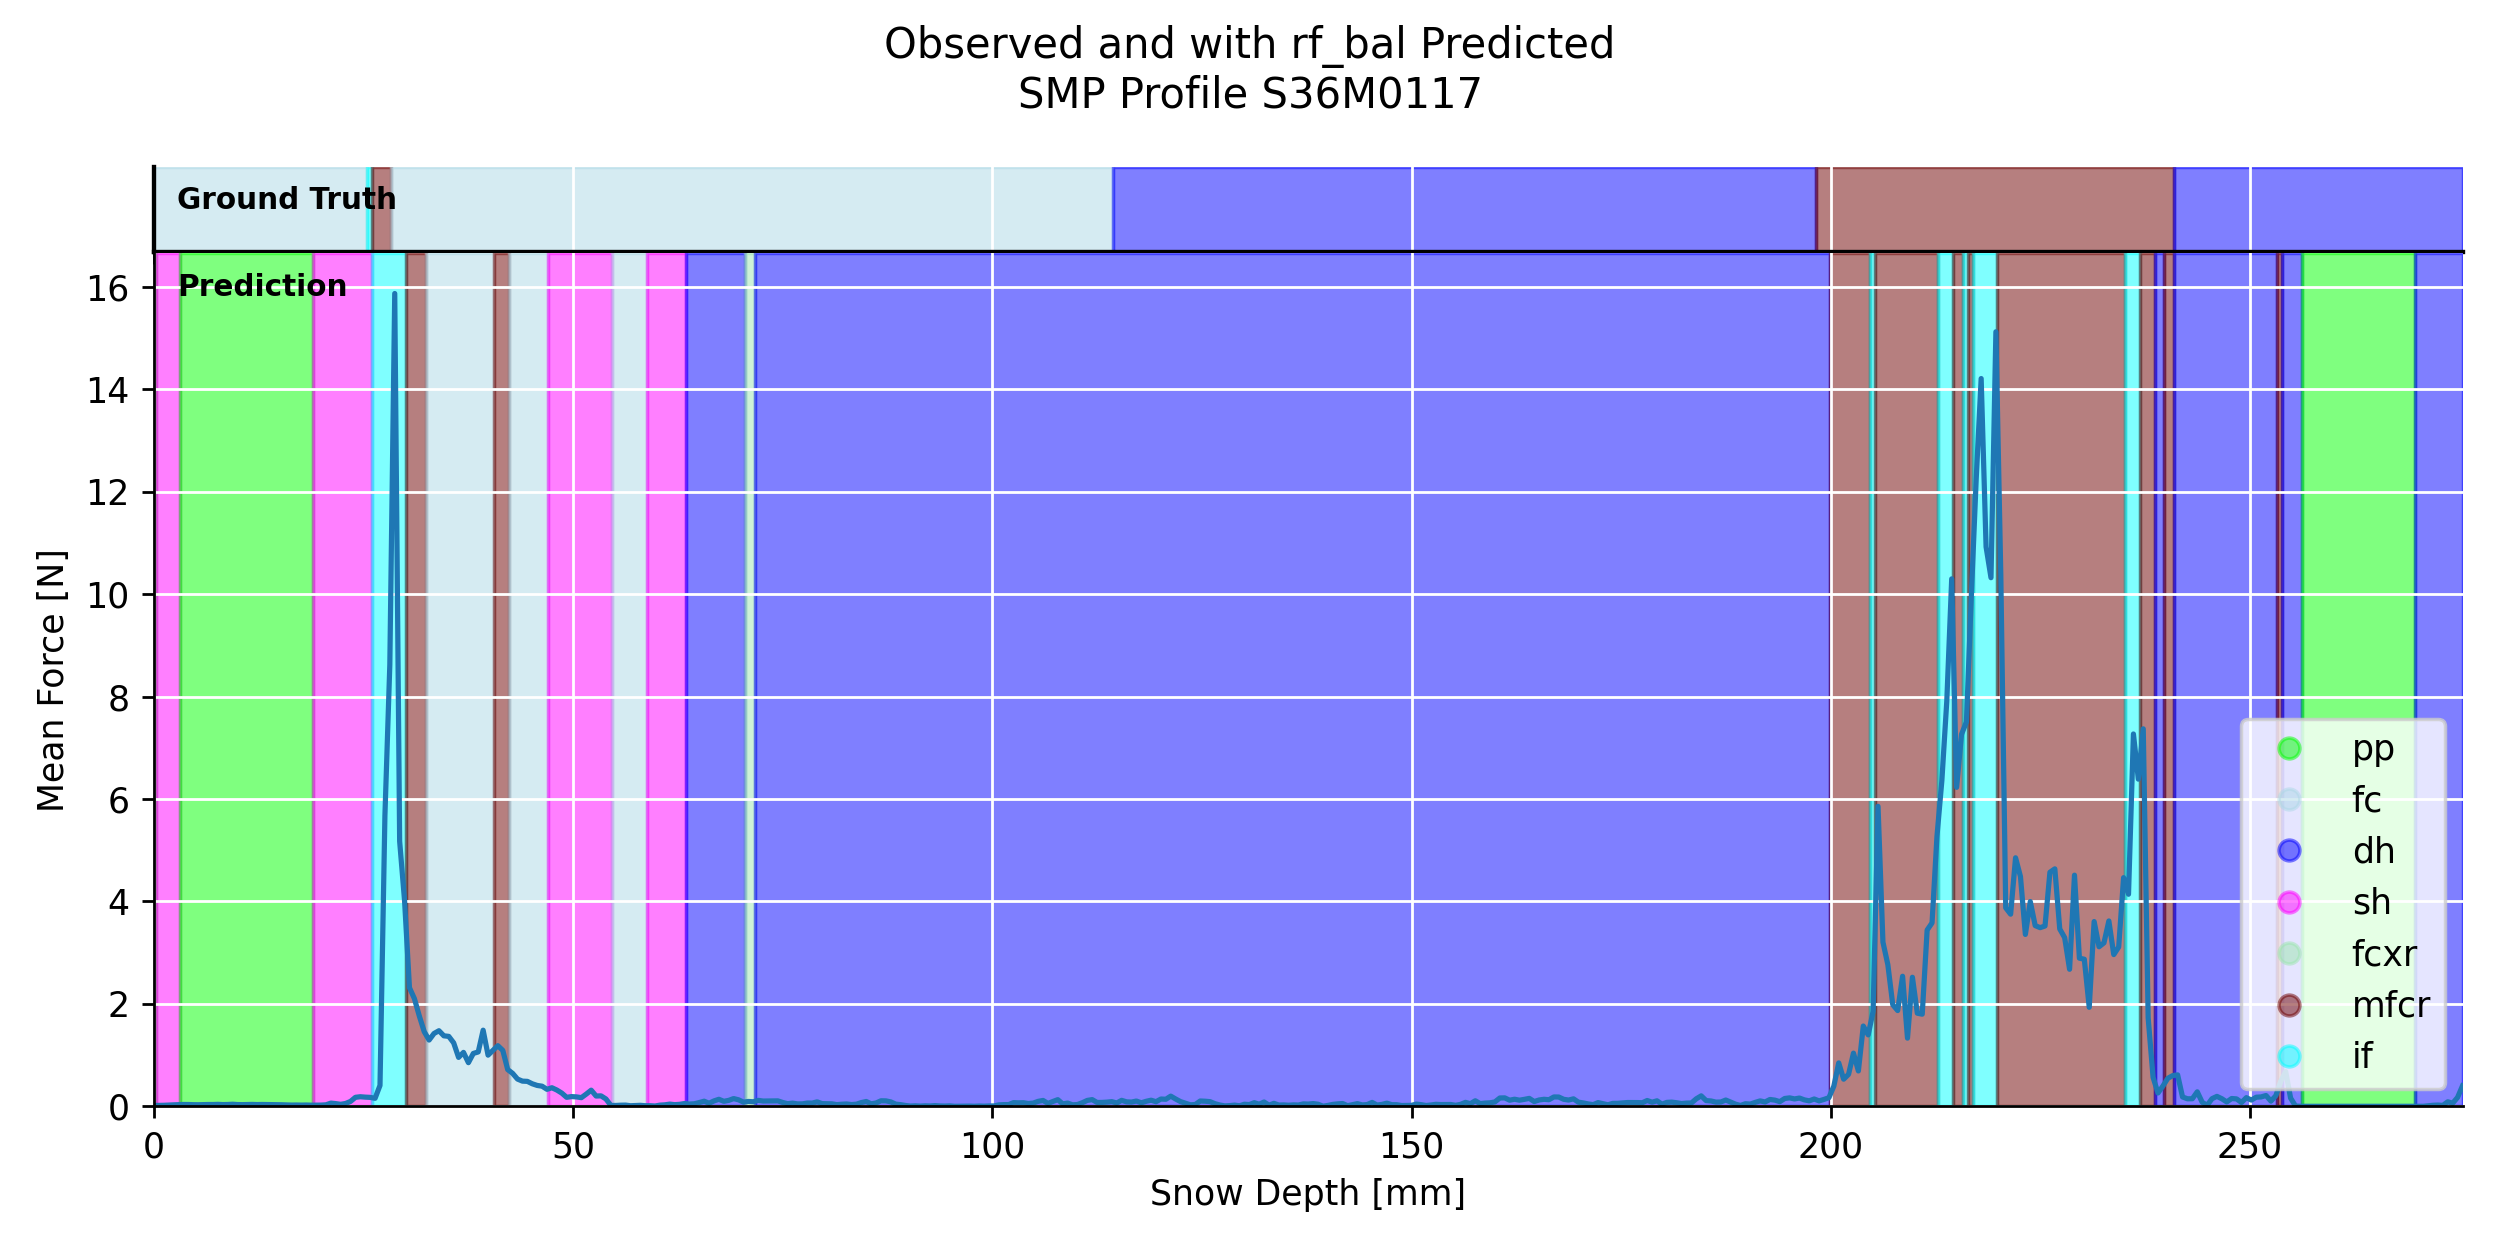 Observed and with rf_bal Predicted
SMP Profile S36M0117
Ground Truth
Prediction
16
14
12
10
8
6
4
2
0
Mean Force [N]
0 50 100 150 200 250
Snow Depth [mm]
pp
fc
dh
sh
fcxr
mfcr
if